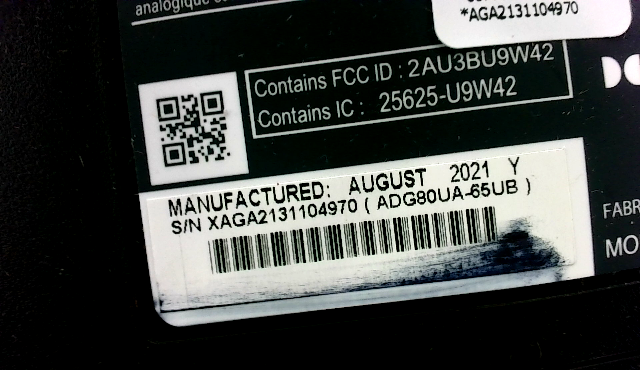 analogique
*AGA2131104970
Contains FCC ID : 2AU3BU9W42
Contains IC : 25625-U9W42
MANUFACTURED: AUGUST 2021 Y
S/N XAGA2131104970 ( ADG80UA-65UB )
FABR
MO